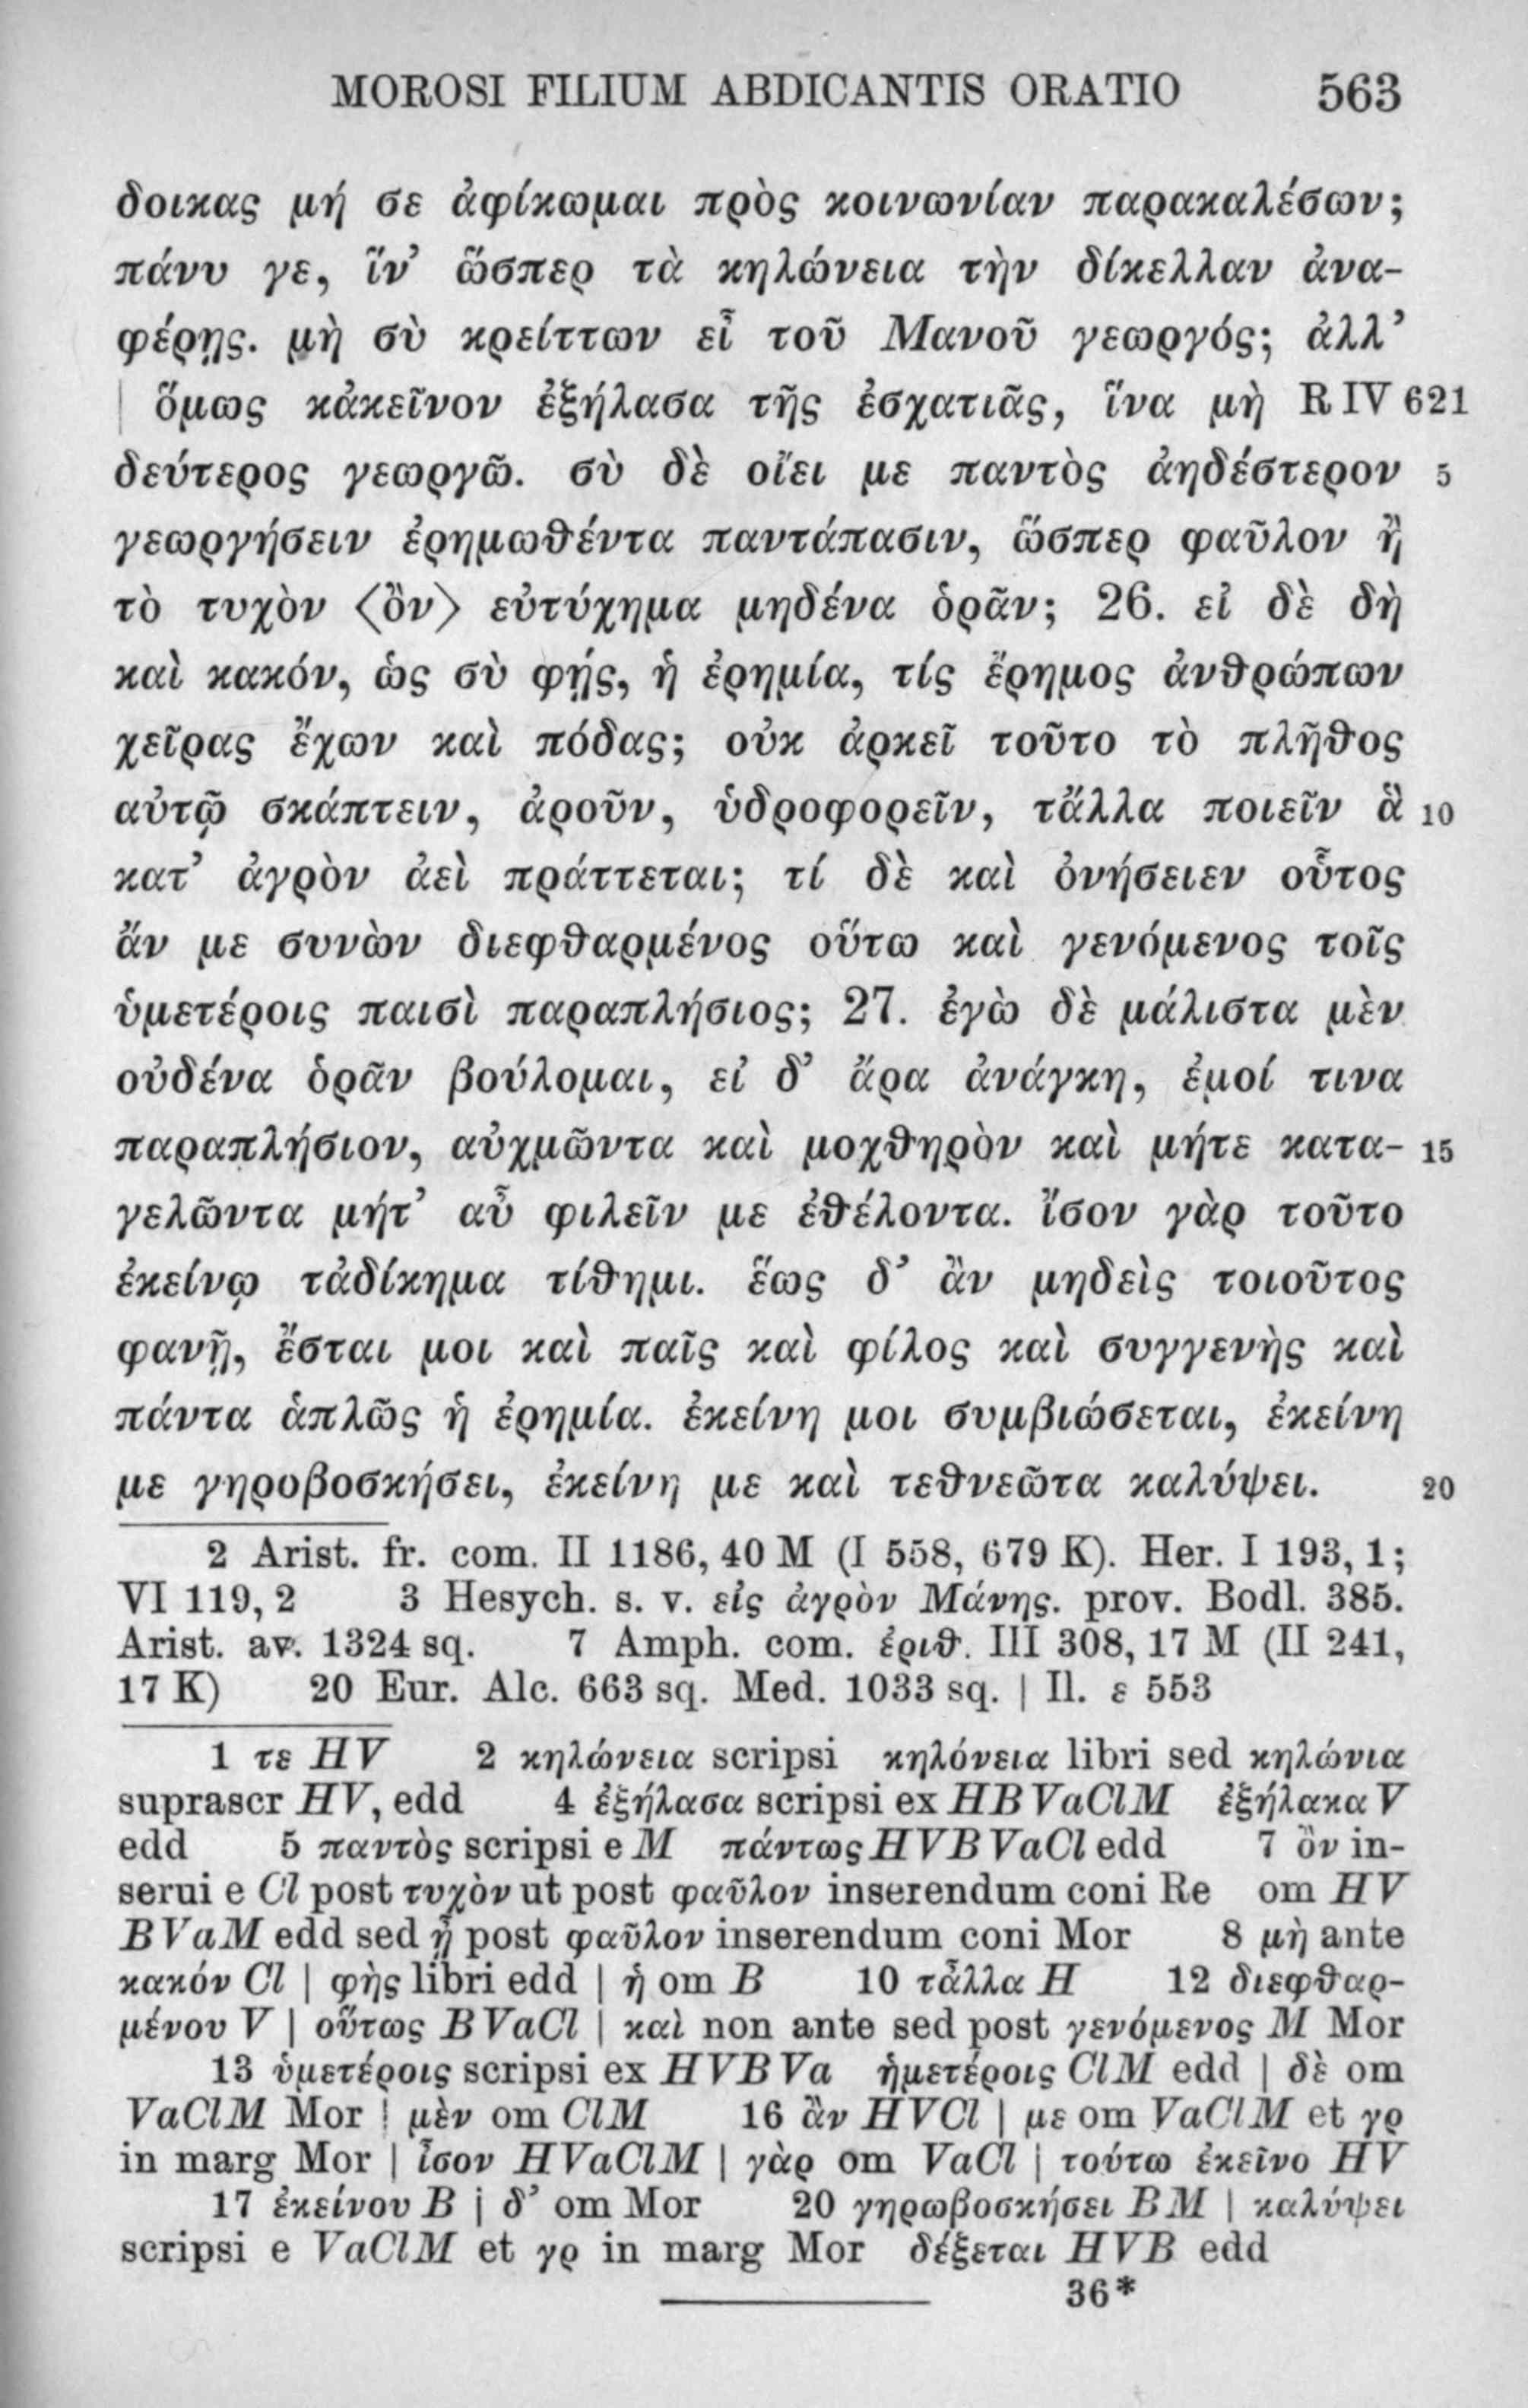 MOROSI FILIUM ABDICANTIS ORATIO 563
δοικας μή σε ἀφίκωμαι πρὸς κοινωνίαν παρακαλέσων;
πάνυ γε, ἵν’ ὥσπερ τὰ κηλώνεια τὴν δίκελλαν ἀνα-
φέρῃς. μὴ σὺ κρείττων εἶ τοῦ Μανοῦ γεωργός; ἀλλ’
| ὅμως κἀκεῖνον ἐξήλασα τῆς ἐσχατιᾶς, ἵνα μὴ R IV 621
δεύτερος γεωργῶ. σὺ δὲ οἴει με παντὸς ἀηδέστερον 5
γεωργήσειν ἐρημωθέντα παντάπασιν, ὥσπερ φαῦλον ἢ
τὸ τυχὸν 〈ὂν〉 εὐτύχημα μηδένα ὁρᾶν; 26. εἰ δὲ δὴ
καὶ κακόν, ὡς σὺ φῄς, ἡ ἐρημία, τίς ἔρημος ἀνθρώπων
χεῖρας ἔχων καὶ πόδας; οὐκ ἀρκεῖ τοῦτο τὸ πλῆθος
αὐτῷ σκάπτειν, ἀροῦν, ὑδροφορεῖν, τἄλλα ποιεῖν ἃ 10
κατ’ ἀγρὸν ἀεὶ πράττεται; τί δὲ καὶ ὀνήσειεν οὗτος
ἄν με συνὼν διεφθαρμένος οὕτω καὶ γενόμενος τοῖς
ὑμετέροις παισὶ παραπλήσιος; 27. ἐγὼ δὲ μάλιστα μὲν
οὐδένα ὁρᾶν βούλομαι, εἰ δ’ ἄρα ἀνάγκη, ἐμοί τινα
παραπλήσιον, αὐχμῶντα καὶ μοχθηρὸν καὶ μήτε κατα- 15
γελῶντα μήτ’ αὖ φιλεῖν με ἐθέλοντα. ἴσον γὰρ τοῦτο
ἐκείνῳ τἀδίκημα τίθημι. ἕως δ’ ἂν μηδεὶς τοιοῦτος
φανῇ, ἔσται μοι καὶ παῖς καὶ φίλος καὶ συγγενὴς καὶ
πάντα ἁπλῶς ἡ ἐρημία. ἐκείνη μοι συμβιώσεται, ἐκείνη
με γηροβοσκήσει, ἐκείνη με καὶ τεθνεῶτα καλύψει. 20
2 Arist. fr. com. II 1186, 40 M (I 558, 679 K). Her. I 193, 1;
VI 119, 2 3 Hesych. s. v. εἰς ἀγρὸν Μάνης. prov. Bodl. 385.
Arist. av. 1324 sq. 7 Amph. com. ἐριθ. III 308, 17 M (II 241,
17 K) 20 Eur. Alc. 663 sq. Med. 1033 sq. | Il. ε 553
1 τε HV 2 κηλώνεια scripsi κηλόνεια libri sed κηλώνια
suprascr HV, edd 4 ἐξήλασα scripsi ex HBVaClM ἐξήλακα V
edd 5 παντὸς scripsi e M πάντως HVBVaCl edd 7 ὂν in-
serui e Cl post τυχὸν ut post φαῦλον inserendum coni Re om HV
BVaM edd sed ᾖ post φαῦλον inserendum coni Mor 8 μὴ ante
κακόν Cl | φὴς libri edd | ἡ om B 10 τἆλλα H 12 διεφθαρ-
μένου V | οὕτως BVaCl | καὶ non ante sed post γενόμενος M Mor
13 ὑμετέροις scripsi ex HVBVa ἡμετέροις ClM edd | δὲ om
VaClM Mor | μὲν om ClM 16 ἂν HVCl | με om VaClM et γρ
in marg Mor | ἶσον HVaClM | γὰρ om VaCl | τούτω ἐκεῖνο HV
17 ἐκείνου B | δ’ om Mor 20 γηρωβοσκήσει BM | καλύψει
scripsi e VaClM et γρ in marg Mor δέξεται HVB edd
36*